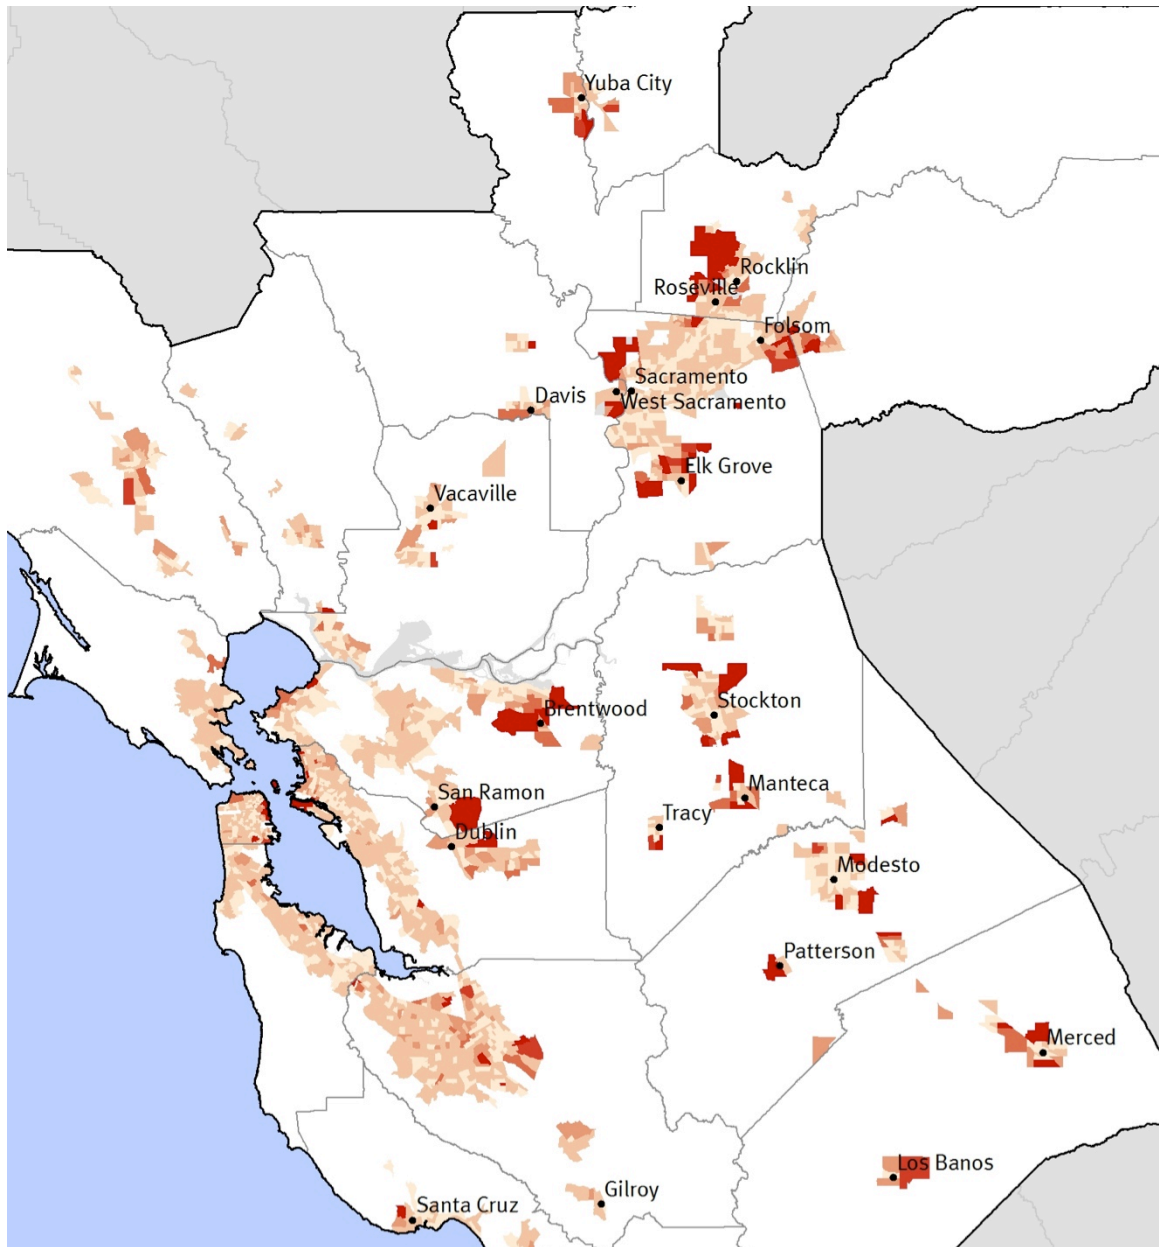 Yuba City
Rocklin
Roseville
Folsom
Sacramento
Davis
West Sacramento
Elk Grove
Vacaville
Stockton
Brentwood
San Ramon
Manteca
Tracy
Dublin
Modesto
Patterson
Merced
Los Banos
Gilroy
Santa Cruz